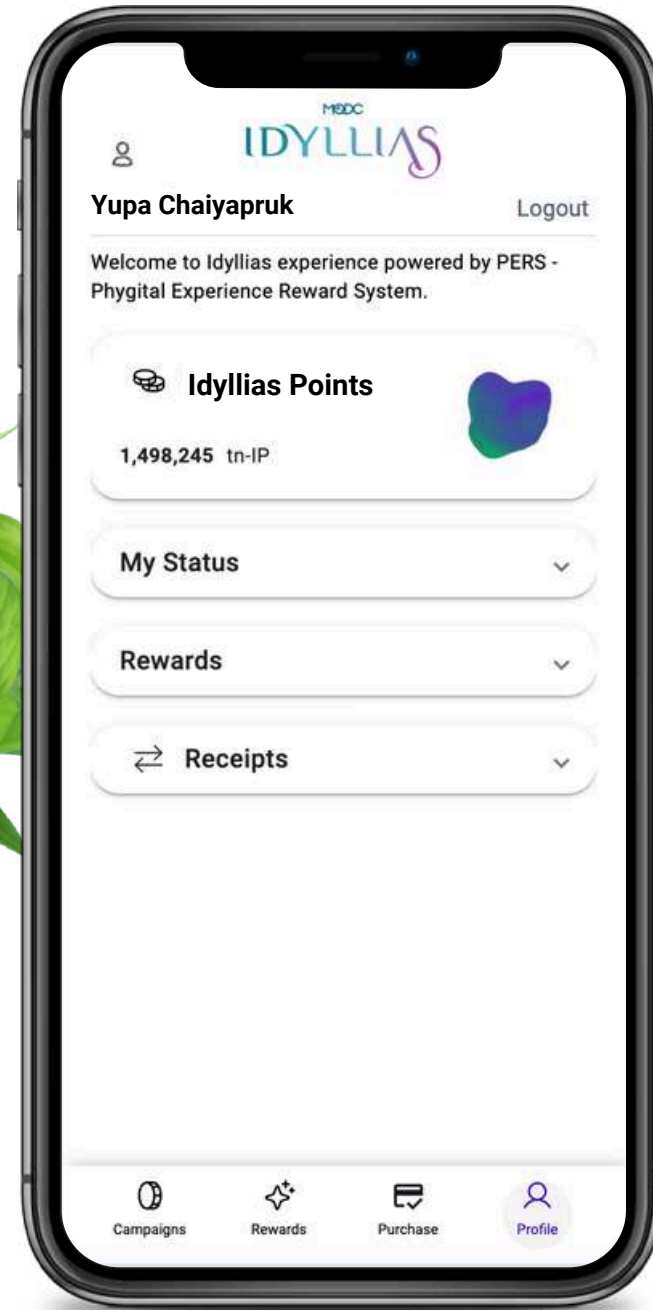 MQDC
IDYLLIAS
Yupa Chaiyapruk
Logout
Welcome to Idyllias experience powered by PERS -
Phygital Experience Reward System.
Idyllias Points
1,498,245 tn-IP
My Status
Rewards
Receipts
Campaigns
Rewards
Purchase
Profile